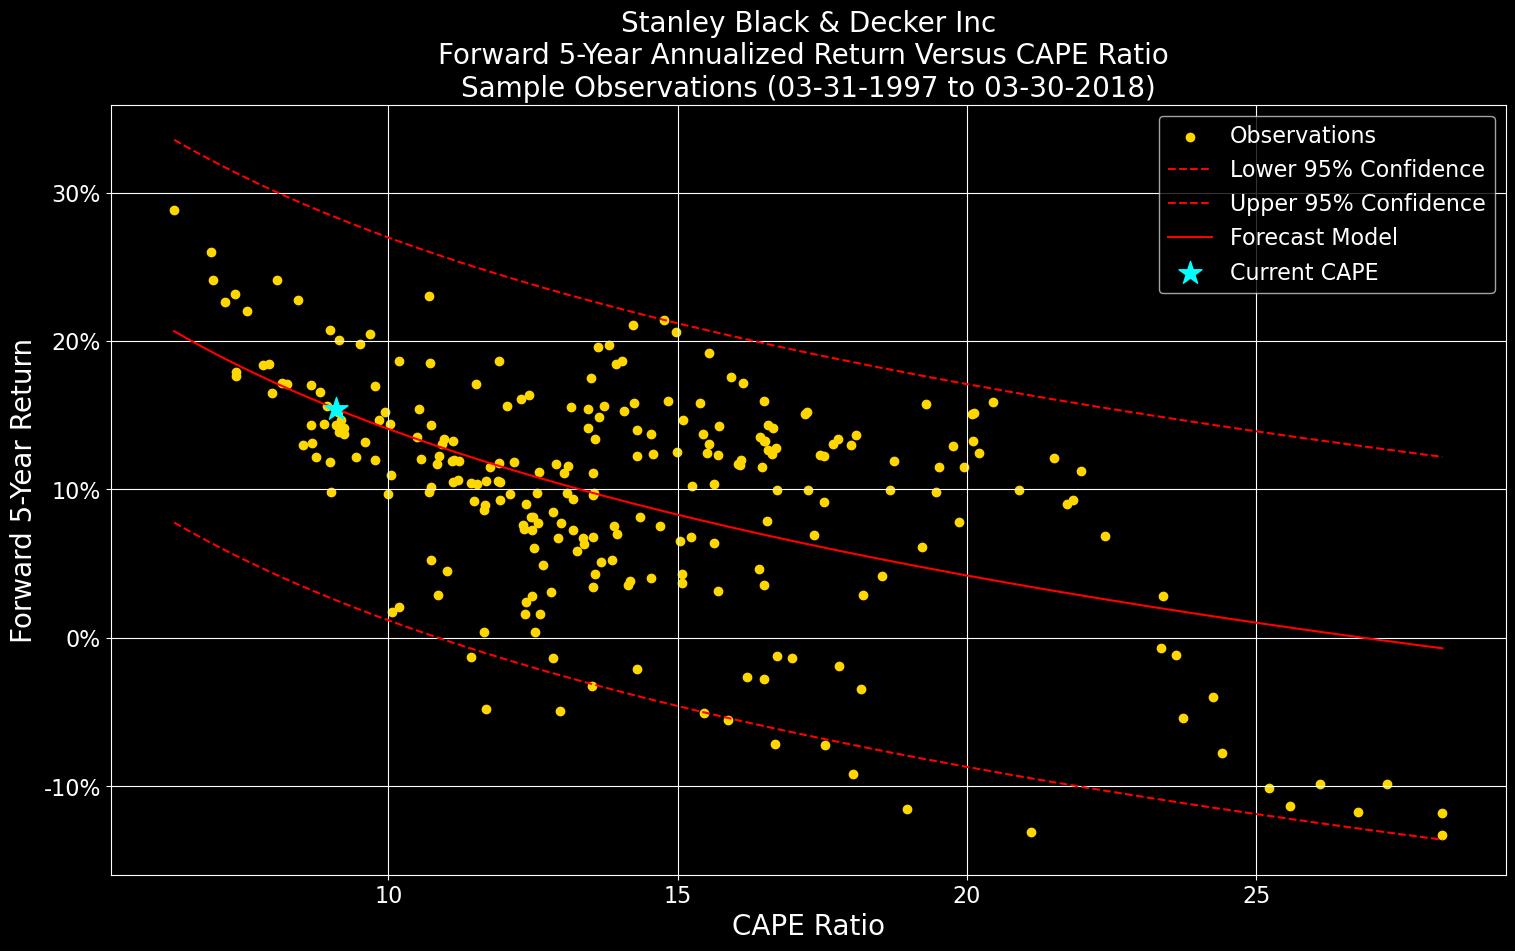 Stanley Black & Decker Inc
Forward 5-Year Annualized Return Versus CAPE Ratio
Sample Observations (03-31-1997 to 03-30-2018)
Observations
Lower 95% Confidence
Upper 95% Confidence
Forecast Model
Current CAPE
Forward 5-Year Return
30%
20%
10%
0%
-10%
10
15
20
25
CAPE Ratio